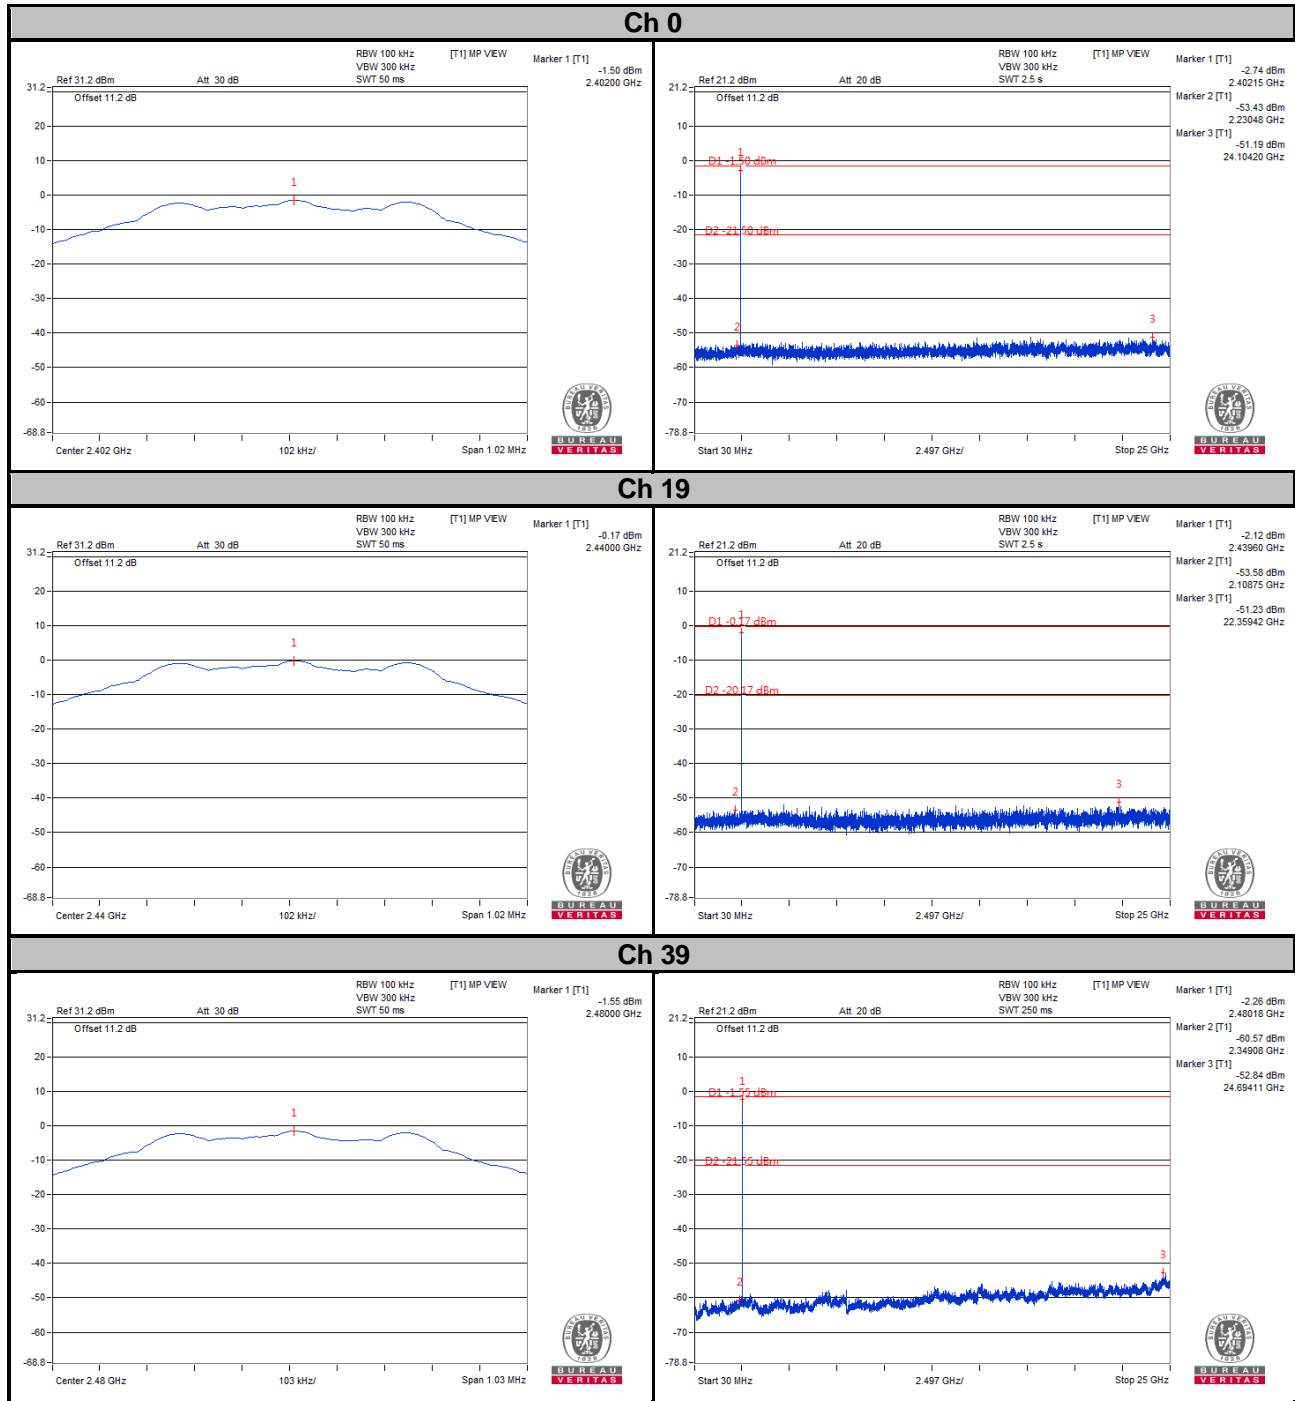 Ch 0
RBW 100 kHz [T1] MP VIEW
VBW 300 kHz
Ref 31.2 dBm Att 30 dB SWT 50 ms
Marker 1 [T1]
-1.50 dBm
2.40200 GHz
31.2
Offset 11.2 dB
20
10
0
-10
-20
-30
-40
-50
-60
-68.8
1
Center 2.402 GHz 102 kHz/ Span 1.02 MHz
BUREAU
VERITAS
RBW 100 kHz [T1] MP VIEW
VBW 300 kHz
Ref 21.2 dBm Att 20 dB SWT 2.5 s
Marker 1 [T1]
-2.74 dBm
2.40215 GHz
Marker 2 [T1]
-53.43 dBm
2.23048 GHz
Marker 3 [T1]
-51.19 dBm
24.10420 GHz
21.2
Offset 11.2 dB
10
0
-10
-20
-30
-40
-50
-60
-70
-78.8
1
D1 -1.50 dBm
D2 -21.50 dBm
2
3
Start 30 MHz 2.497 GHz/ Stop 25 GHz
BUREAU
VERITAS
Ch 19
RBW 100 kHz [T1] MP VIEW
VBW 300 kHz
Ref 31.2 dBm Att 30 dB SWT 50 ms
Marker 1 [T1]
-0.17 dBm
2.44000 GHz
31.2
Offset 11.2 dB
20
10
0
-10
-20
-30
-40
-50
-60
-68.8
1
Center 2.44 GHz 102 kHz/ Span 1.02 MHz
BUREAU
VERITAS
RBW 100 kHz [T1] MP VIEW
VBW 300 kHz
Ref 21.2 dBm Att 20 dB SWT 2.5 s
Marker 1 [T1]
-2.12 dBm
2.43960 GHz
Marker 2 [T1]
-53.58 dBm
2.10875 GHz
Marker 3 [T1]
-51.23 dBm
22.35942 GHz
21.2
Offset 11.2 dB
10
0
-10
-20
-30
-40
-50
-60
-70
-78.8
1
D1 -0.17 dBm
D2 -20.17 dBm
2
3
Start 30 MHz 2.497 GHz/ Stop 25 GHz
BUREAU
VERITAS
Ch 39
RBW 100 kHz [T1] MP VIEW
VBW 300 kHz
Ref 31.2 dBm Att 30 dB SWT 50 ms
Marker 1 [T1]
-1.55 dBm
2.48000 GHz
31.2
Offset 11.2 dB
20
10
0
-10
-20
-30
-40
-50
-60
-68.8
1
Center 2.48 GHz 103 kHz/ Span 1.03 MHz
BUREAU
VERITAS
RBW 100 kHz [T1] MP VIEW
VBW 300 kHz
Ref 21.2 dBm Att 20 dB SWT 250 ms
Marker 1 [T1]
-2.26 dBm
2.48018 GHz
Marker 2 [T1]
-60.57 dBm
2.34908 GHz
Marker 3 [T1]
-52.84 dBm
24.69411 GHz
21.2
Offset 11.2 dB
10
0
-10
-20
-30
-40
-50
-60
-70
-78.8
1
D1 -1.55 dBm
D2 -21.55 dBm
2
3
Start 30 MHz 2.497 GHz/ Stop 25 GHz
BUREAU
VERITAS